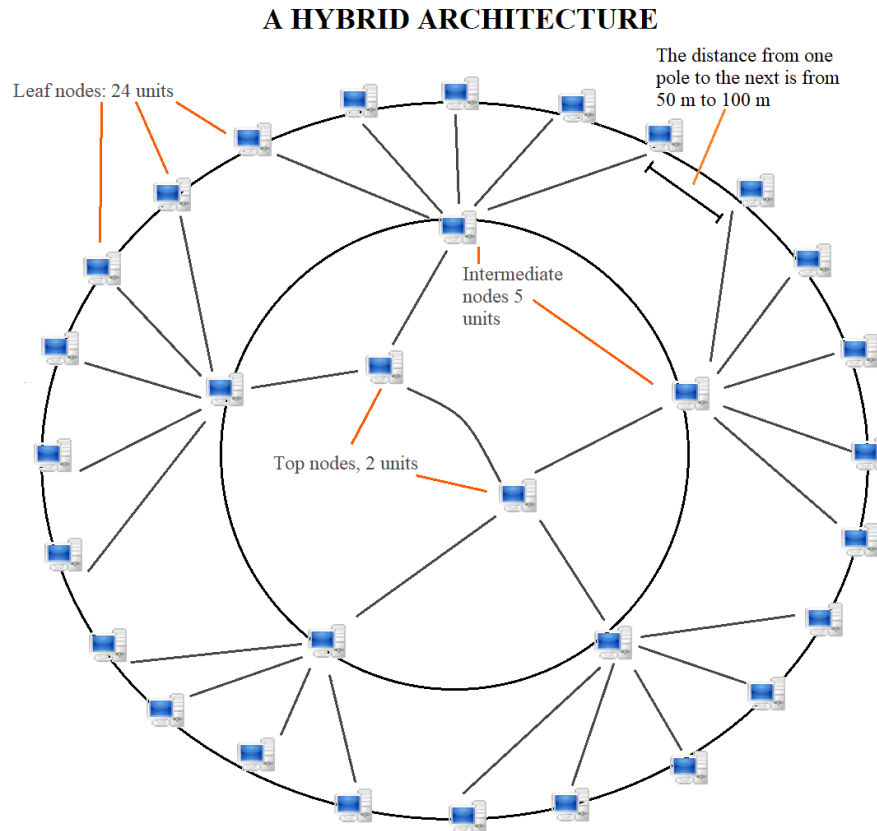 A HYBRID ARCHITECTURE
The distance from one
pole to the next is from
50 m to 100 m
Leaf nodes: 24 units
Intermediate
nodes 5
units
Top nodes, 2 units